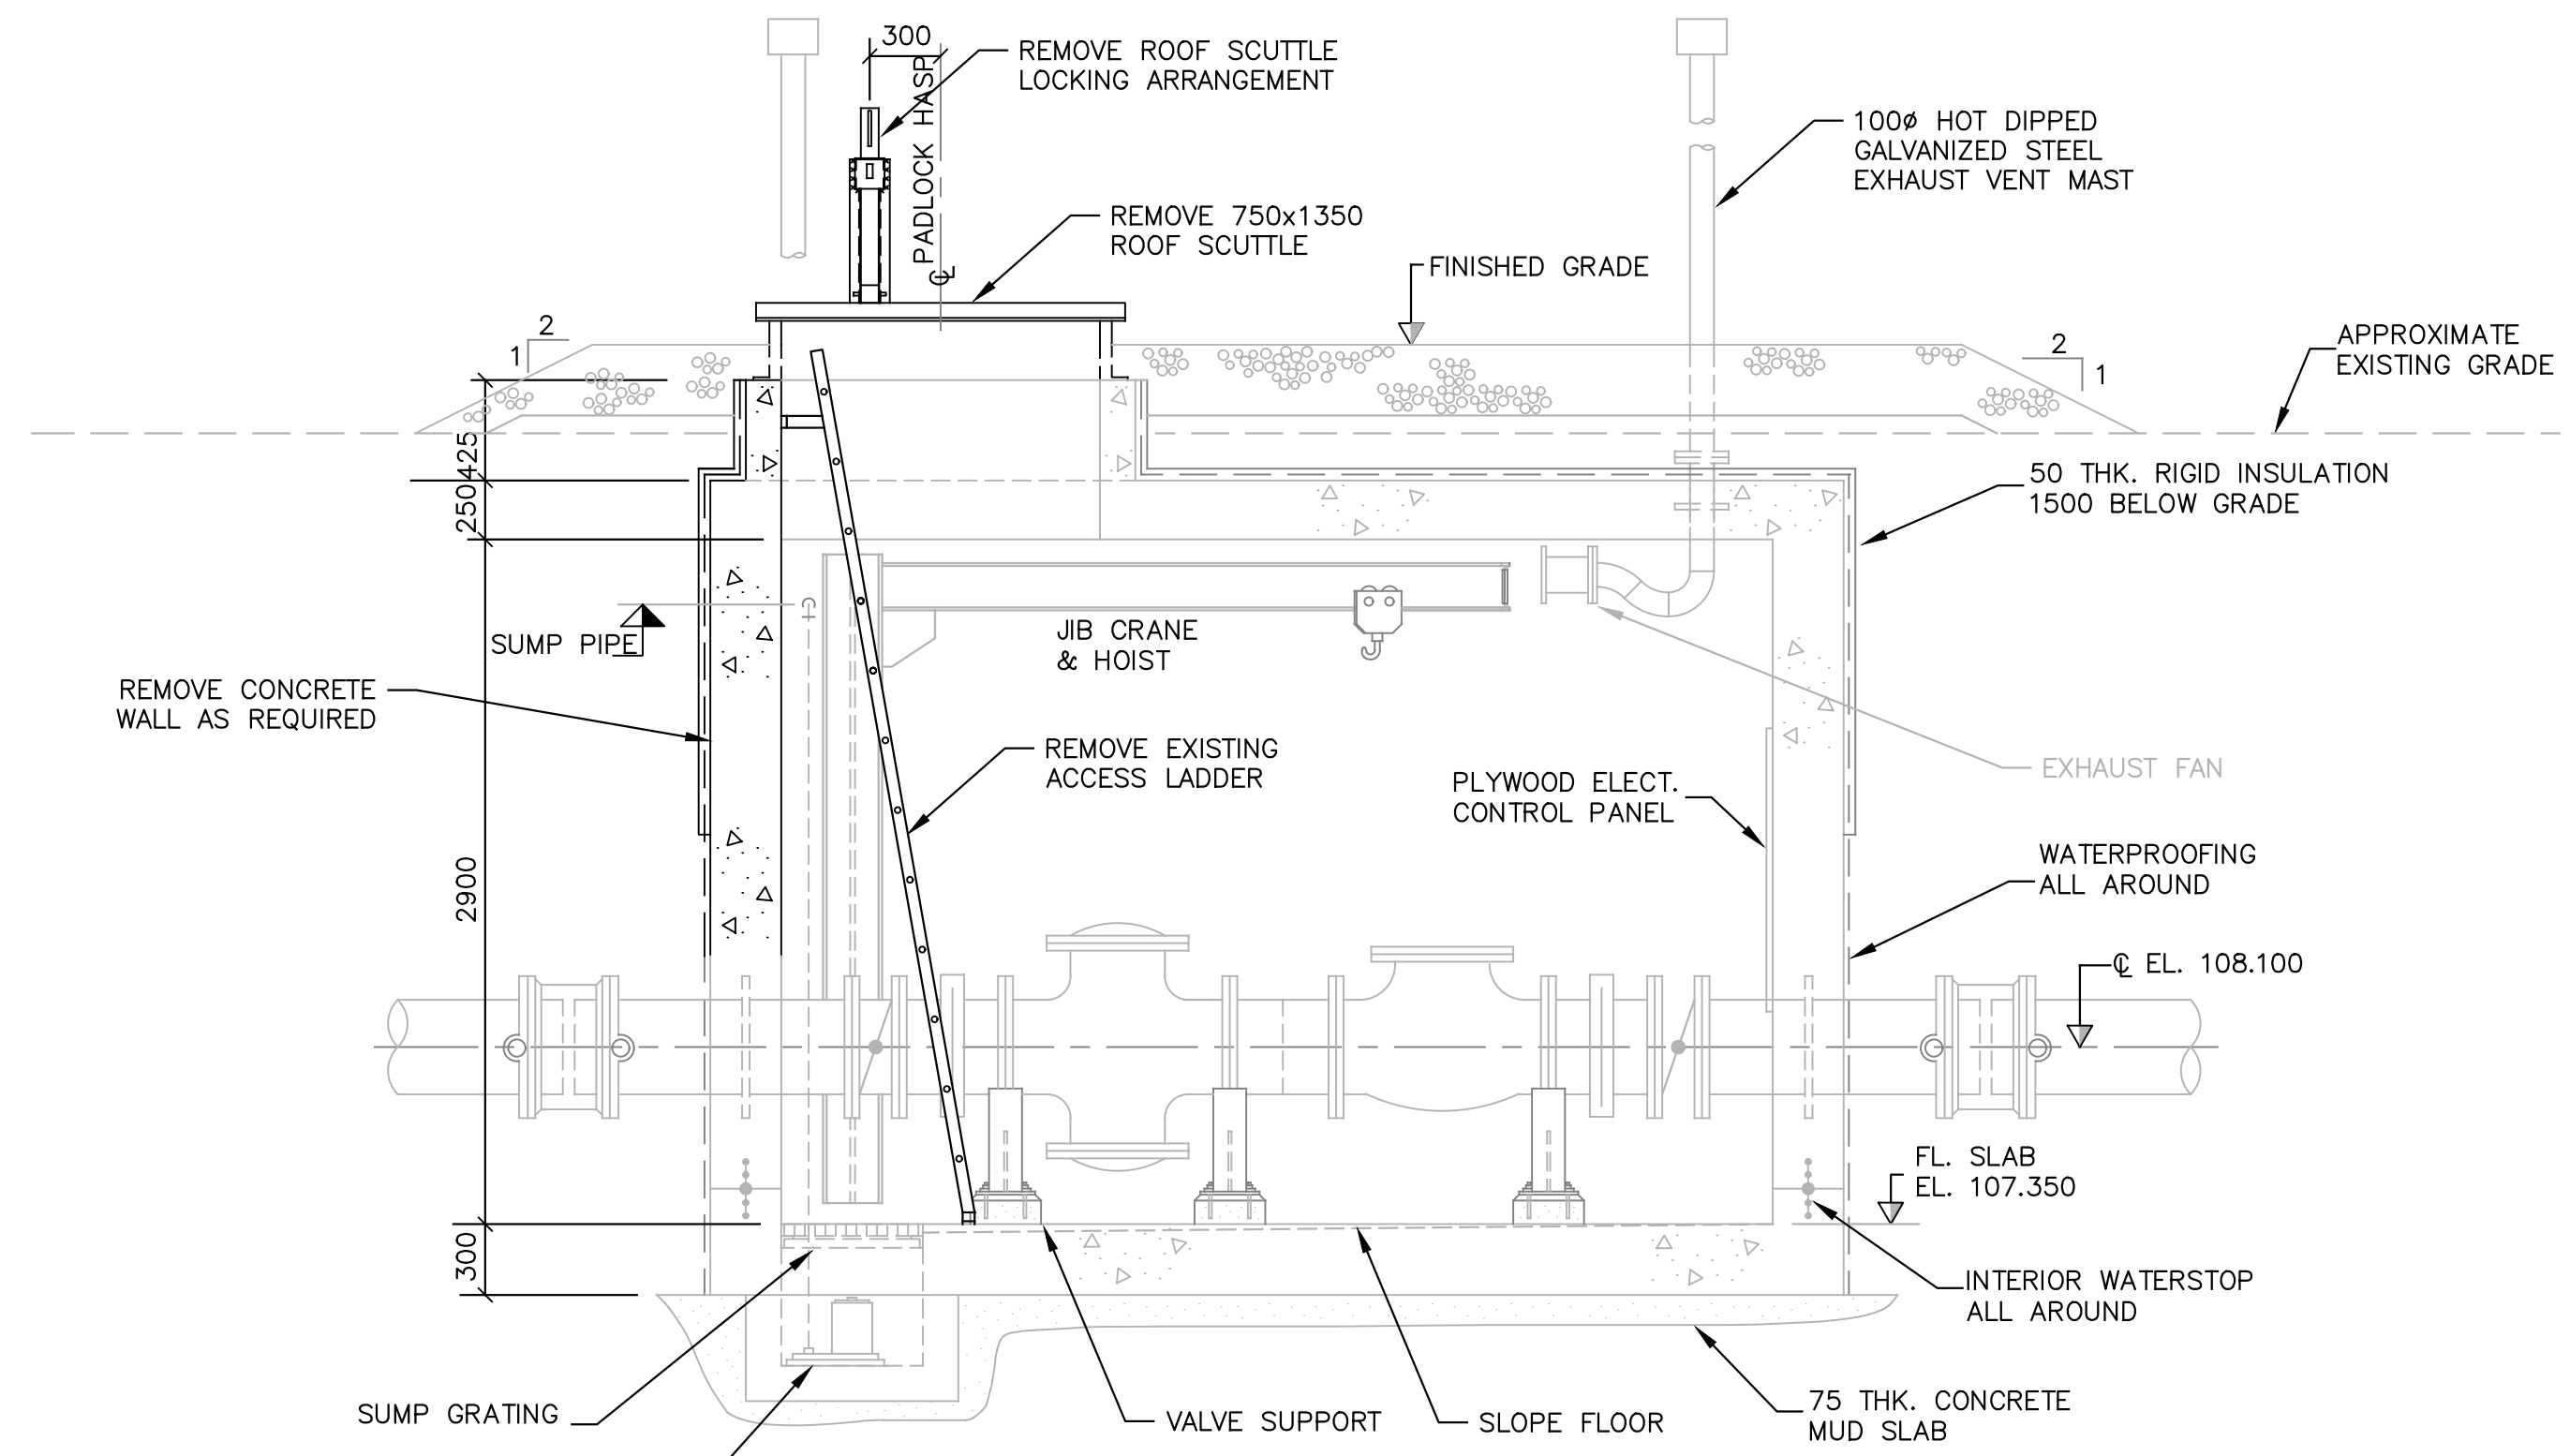 300
PADLOCK HASP
℄
REMOVE ROOF SCUTTLE
LOCKING ARRANGEMENT
100ø HOT DIPPED
GALVANIZED STEEL
EXHAUST VENT MAST
REMOVE 750x1350
ROOF SCUTTLE
FINISHED GRADE
2
1
2
1
APPROXIMATE
EXISTING GRADE
425
250
50 THK. RIGID INSULATION
1500 BELOW GRADE
SUMP PIPE
JIB CRANE
& HOIST
REMOVE CONCRETE
WALL AS REQUIRED
REMOVE EXISTING
ACCESS LADDER
PLYWOOD ELECT.
CONTROL PANEL
EXHAUST FAN
2900
WATERPROOFING
ALL AROUND
℄ EL. 108.100
FL. SLAB
EL. 107.350
300
INTERIOR WATERSTOP
ALL AROUND
SUMP GRATING
VALVE SUPPORT
SLOPE FLOOR
75 THK. CONCRETE
MUD SLAB